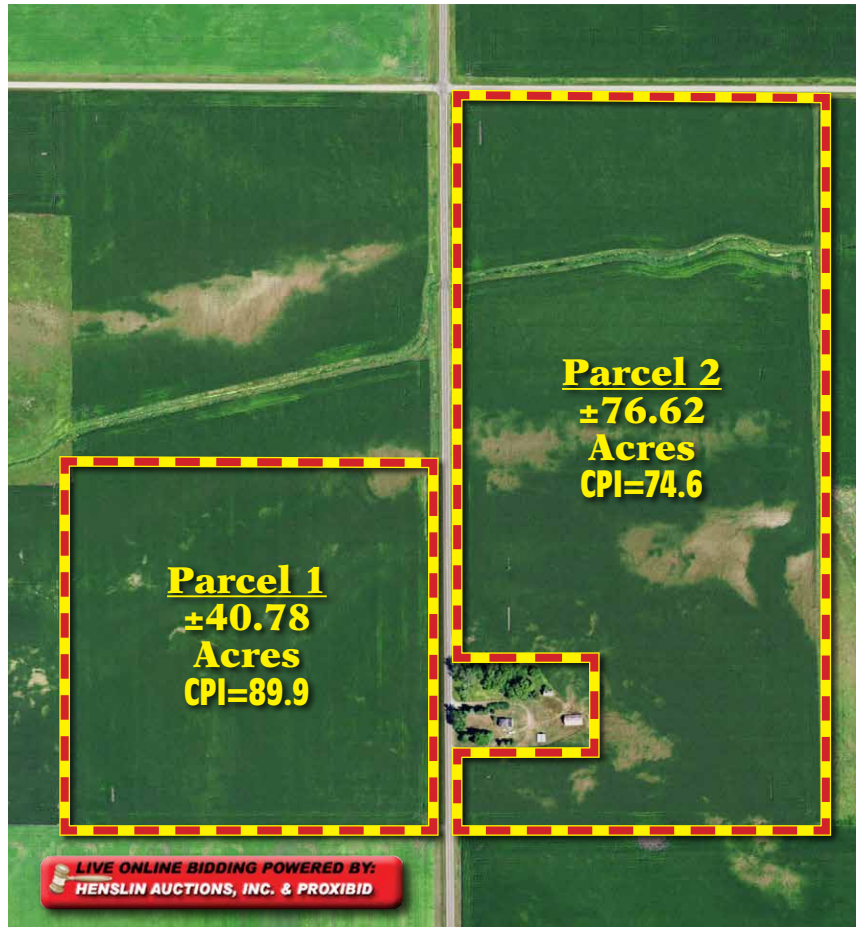 Parcel 2
±76.62
Acres
CPI=74.6
Parcel 1
±40.78
Acres
CPI=89.9
LIVE ONLINE BIDDING POWERED BY:
HENSLIN AUCTIONS, INC. & PROXIBID